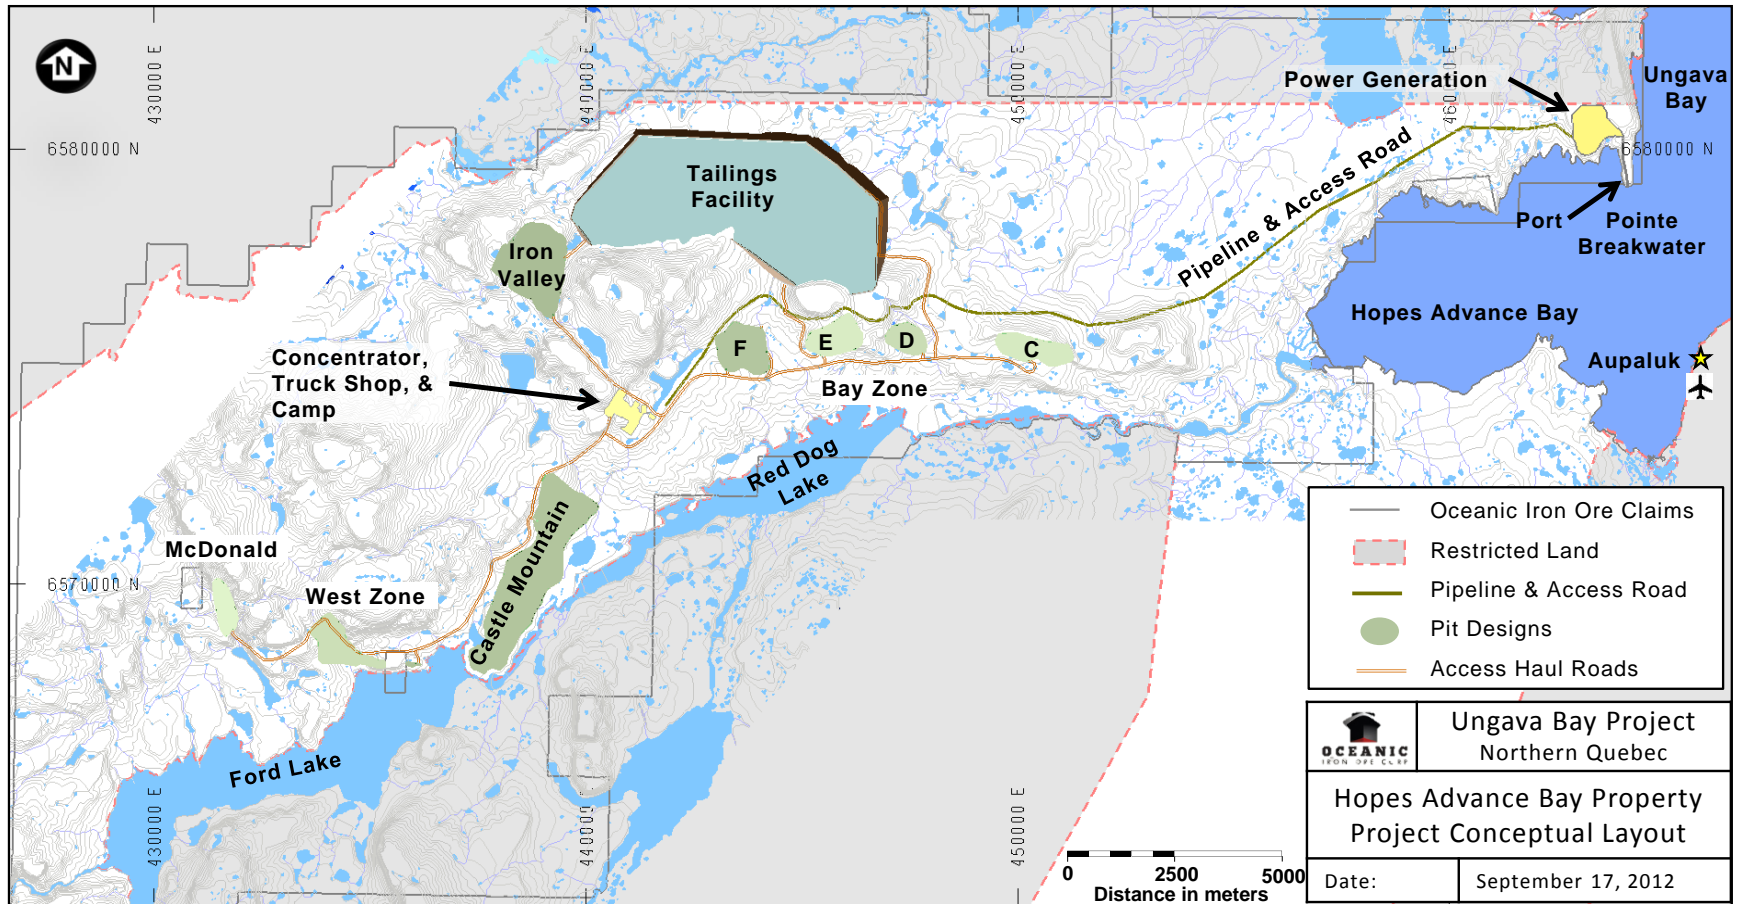 N
430000 E
440000 E
450000 E
460000 E
Ungava
Bay
Power Generation
6580000 N
6580000 N
Tailings
Facility
Pipeline & Access Road
Port
Pointe
Breakwater
Iron
Valley
Hopes Advance Bay
Concentrator,
Truck Shop, &
Camp
F
E
D
C
Aupaluk
Bay Zone
Red Dog
Lake
Castle Mountain
McDonald
6570000 N
West Zone
Ford Lake
430000 E
440000 E
450000 E
Oceanic Iron Ore Claims
Restricted Land
Pipeline & Access Road
Pit Designs
Access Haul Roads
OCEANIC
IRON ORE CORP
Ungava Bay Project
Northern Quebec
Hopes Advance Bay Property
Project Conceptual Layout
0 2500 5000
Distance in meters
Date: September 17, 2012